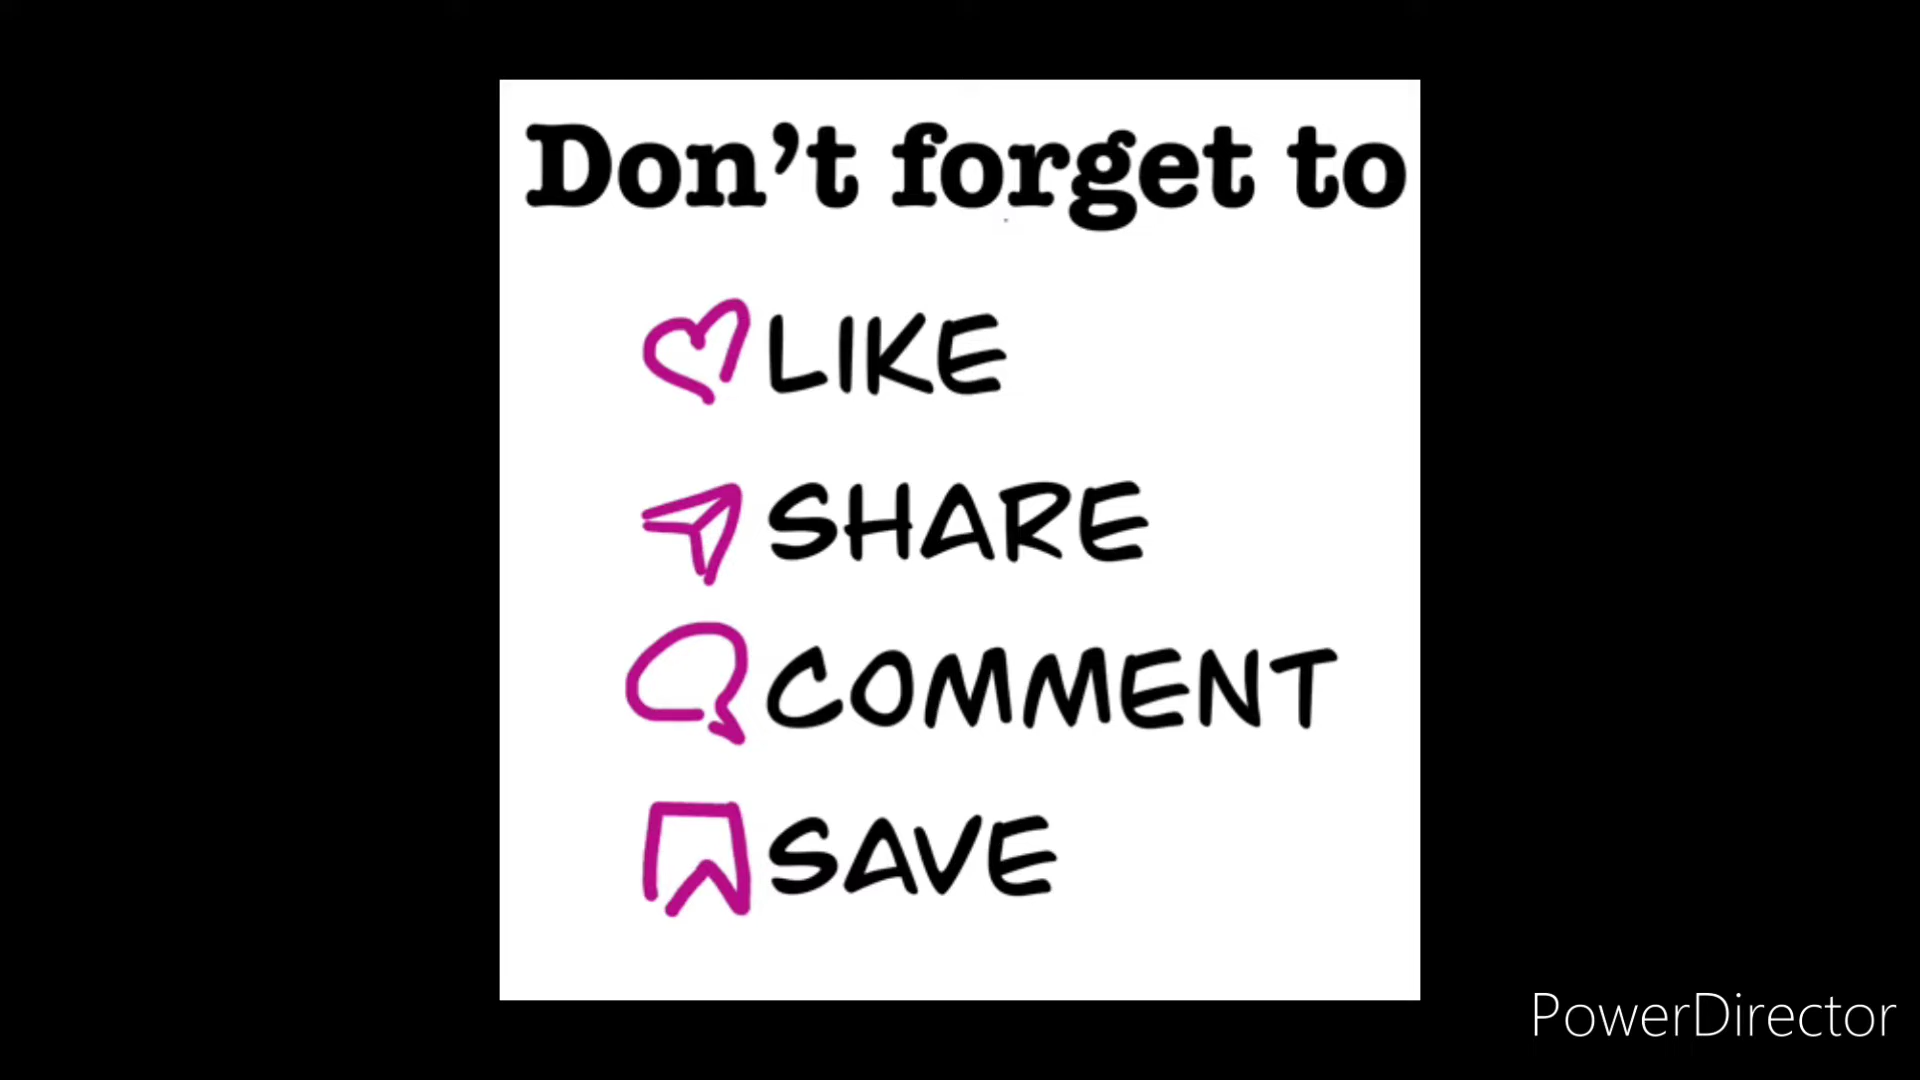 Don’t forget to
LIKE
SHARE
COMMENT
SAVE
PowerDirector